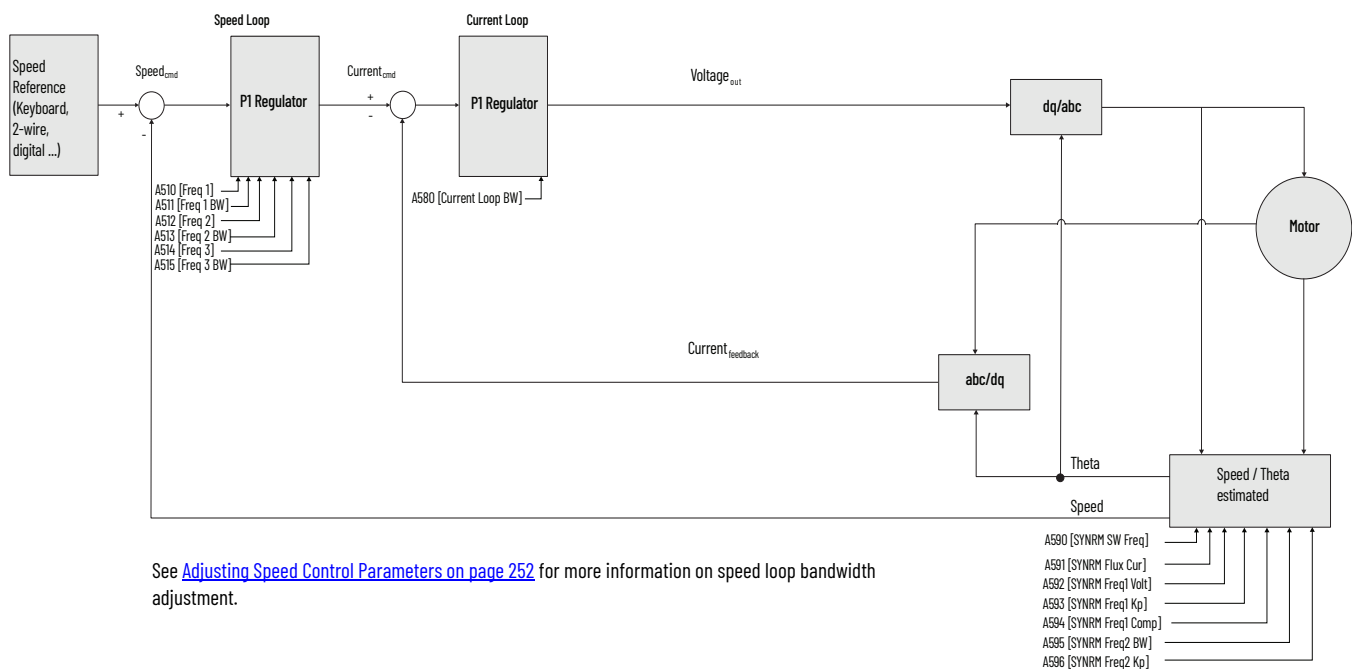 Speed Loop
Current Loop
Speed
Reference
(Keyboard,
2-wire,
digital ...)
Speedcmd
+
-
P1 Regulator
Currentcmd
+
-
P1 Regulator
Voltageout
dq/abc
A510 [Freq 1]
A511 [Freq 1 BW]
A512 [Freq 2]
A513 [Freq 2 BW]
A514 [Freq 3]
A515 [Freq 3 BW]
A580 [Current Loop BW]
Motor
Currentfeedback
abc/dq
Theta
Speed
Speed / Theta
estimated
A590 [SYNRM SW Freq]
A591 [SYNRM Flux Cur]
A592 [SYNRM Freq1 Volt]
A593 [SYNRM Freq1 Kp]
A594 [SYNRM Freq1 Comp]
A595 [SYNRM Freq2 BW]
A596 [SYNRM Freq2 Kp]
See Adjusting Speed Control Parameters on page 252 for more information on speed loop bandwidth
adjustment.